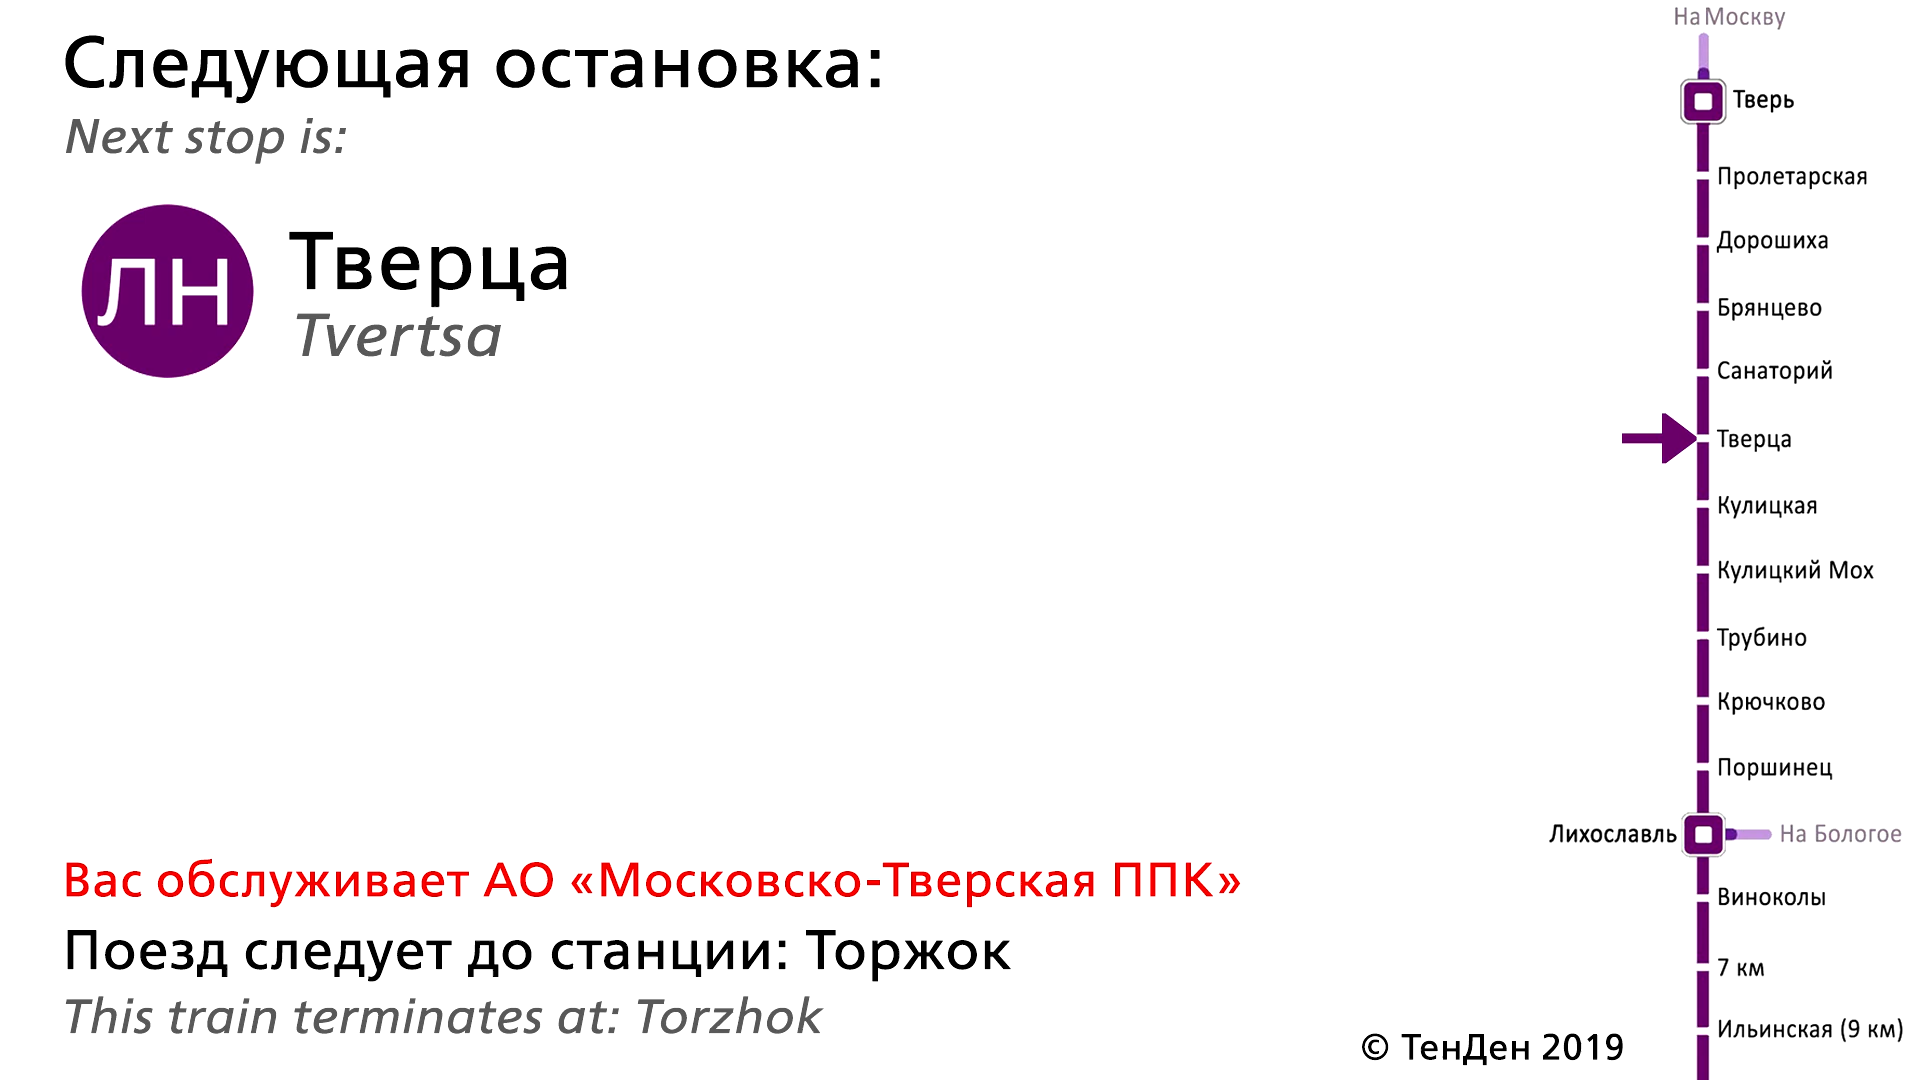 Следующая остановка:
Next stop is:
ЛН
Тверца
Tvertsa
Вас обслуживает АО «Московско-Тверская ППК»
Поезд следует до станции: Торжок
This train terminates at: Torzhok
© ТенДен 2019
На Москву
Тверь
Пролетарская
Дорошиха
Брянцево
Санаторий
Тверца
Кулицкая
Кулицкий Мох
Трубино
Крючково
Поршинец
Лихославль
На Бологое
Виноколы
7 км
Ильинская (9 км)